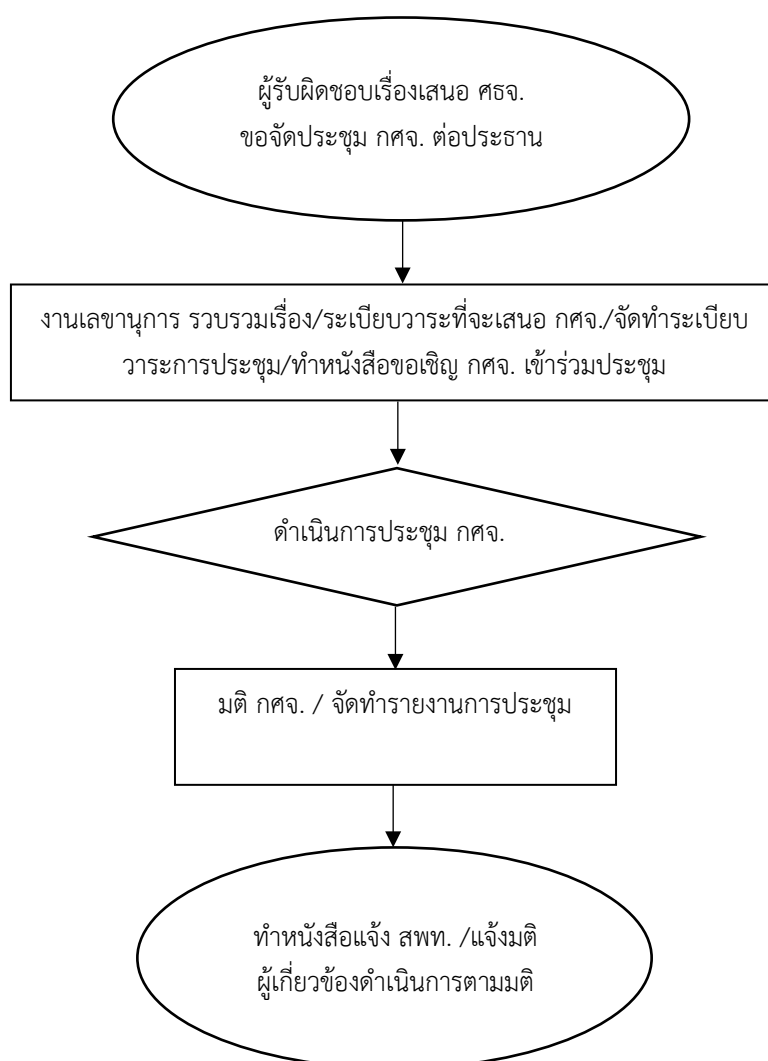 ผู้รับผิดชอบเรื่องเสนอ ศธจ.
ขอจัดประชุม กศจ. ต่อประธาน
งานเลขานุการ รวบรวมเรื่อง/ระเบียบวาระที่จะเสนอ กศจ./จัดทำระเบียบ
วาระการประชุม/ทำหนังสือขอเชิญ กศจ. เข้าร่วมประชุม
ดำเนินการประชุม กศจ.
มติ กศจ. / จัดทำรายงานการประชุม
ทำหนังสือแจ้ง สพท. /แจ้งมติ
ผู้เกี่ยวข้องดำเนินการตามมติ